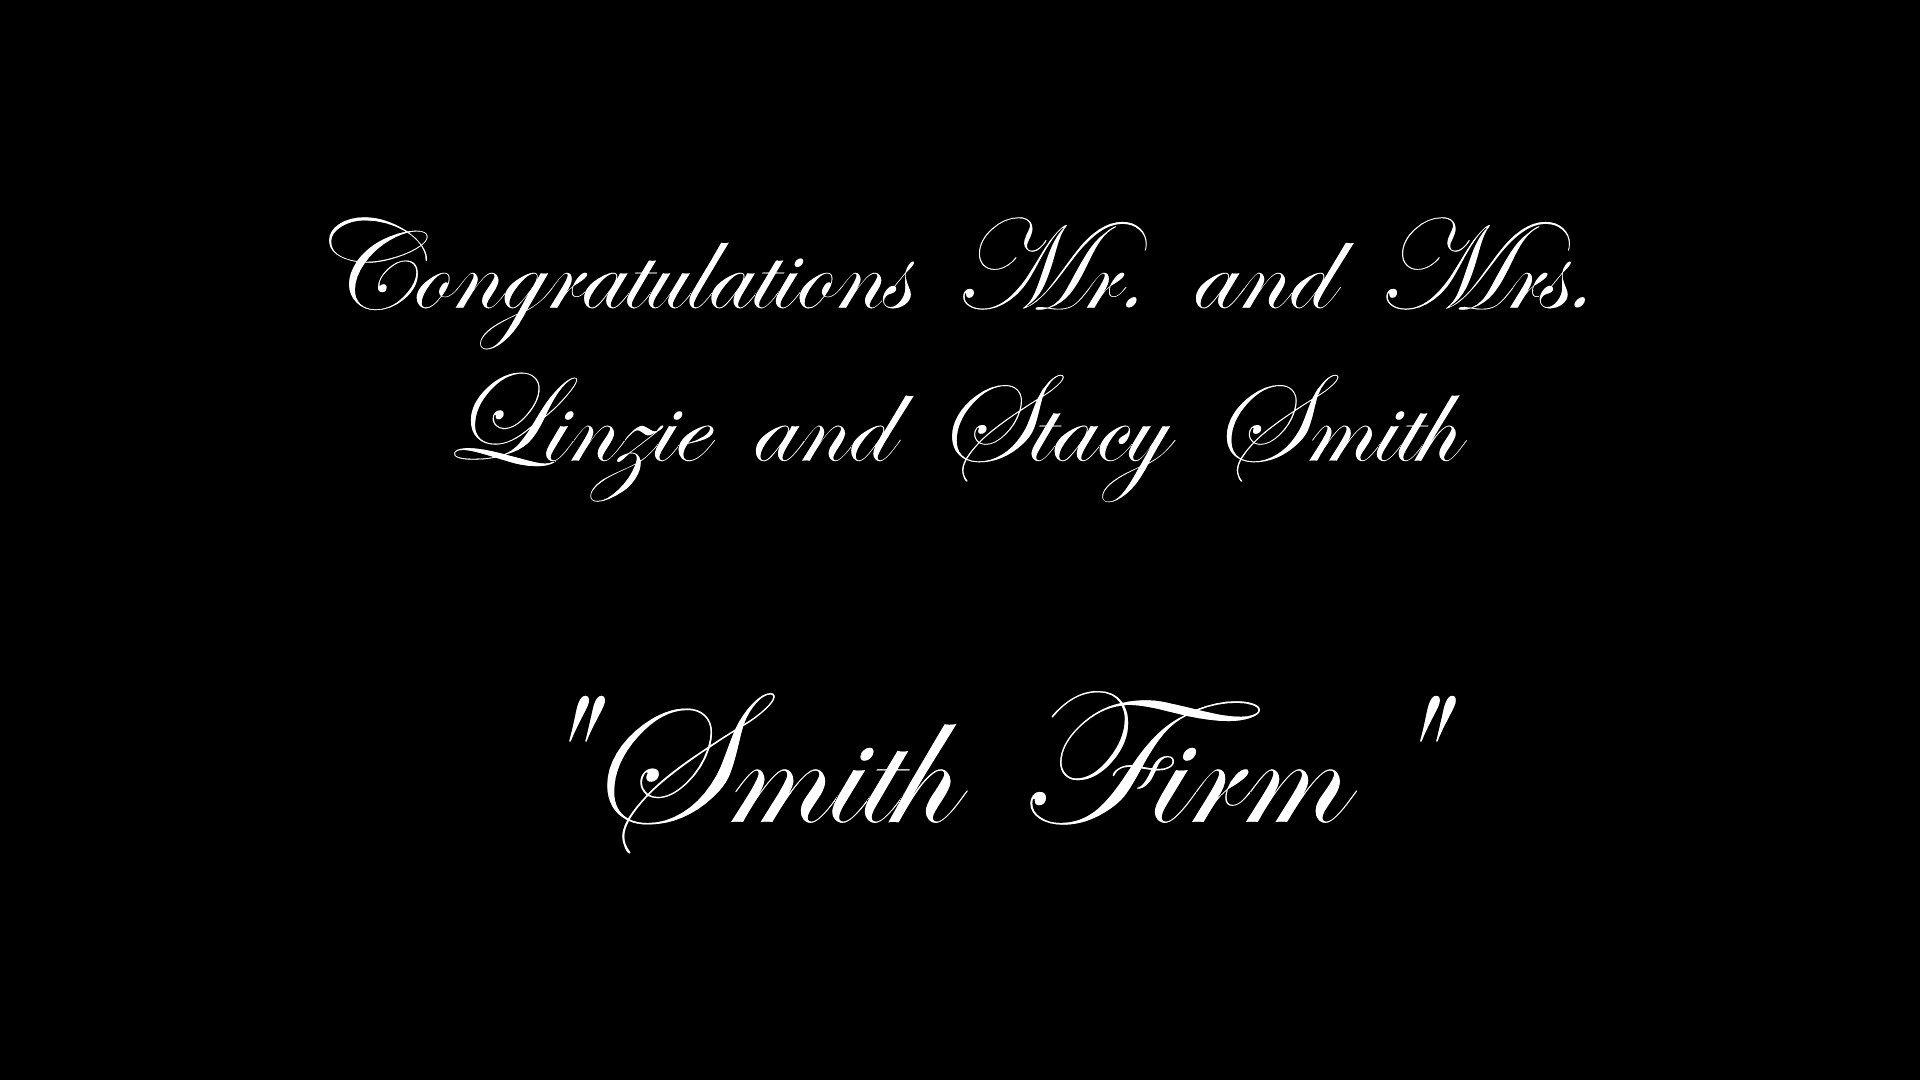 Congratulations Mr. and Mrs.
Linzie and Stacy Smith
"Smith Firm "